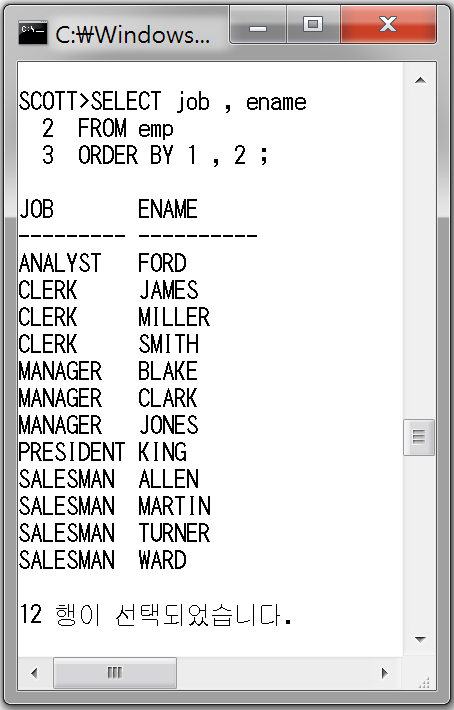 C:₩Windows...
SCOTT>SELECT job , ename
2 FROM emp
3 ORDER BY 1 , 2 ;
JOB ENAME
--------- ----------
ANALYST FORD
CLERK JAMES
CLERK MILLER
CLERK SMITH
MANAGER BLAKE
MANAGER CLARK
MANAGER JONES
PRESIDENT KING
SALESMAN ALLEN
SALESMAN MARTIN
SALESMAN TURNER
SALESMAN WARD
12 행이 선택되었습니다.